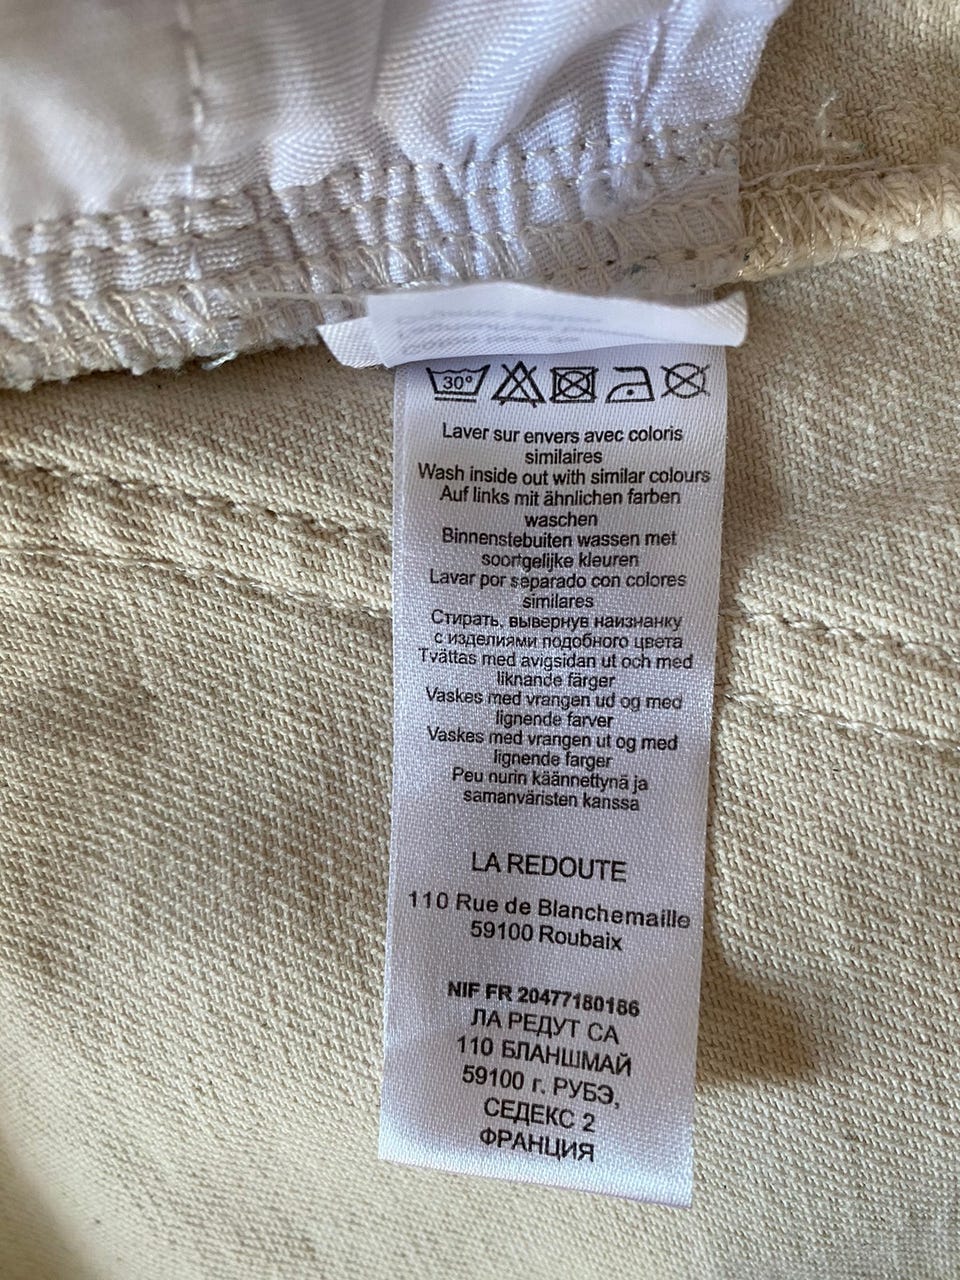 30°
Laver sur envers avec coloris
similaires
Wash inside out with similar colours
Auf links mit ähnlichen farben
waschen
Binnenstebuiten wassen met
soortgelijke kleuren
Lavar por separado con colores
similares
Стирать, вывернув наизнанку
с изделиями подобного цвета
Tvättas med avigsidan ut och med
liknande färger
Vaskes med vrangen ud og med
lignende farver
Vaskes med vrangen ut og med
lignende farger
Peu nurin käännettynä ja
samanväristen kanssa
LA REDOUTE
110 Rue de Blanchemaille
59100 Roubaix
NIF FR 20477180186
ЛА РЕДУТ СА
110 БЛАНШМАЙ
59100 г. РУБЭ,
СЕДЕКС 2
ФРАНЦИЯ